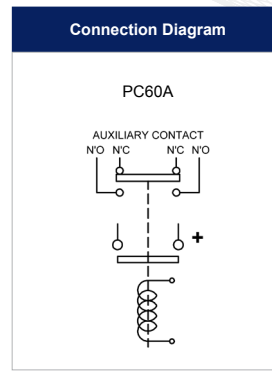 Connection Diagram
PC60A
AUXILIARY CONTACT
N'O N'C N'C N'O
+